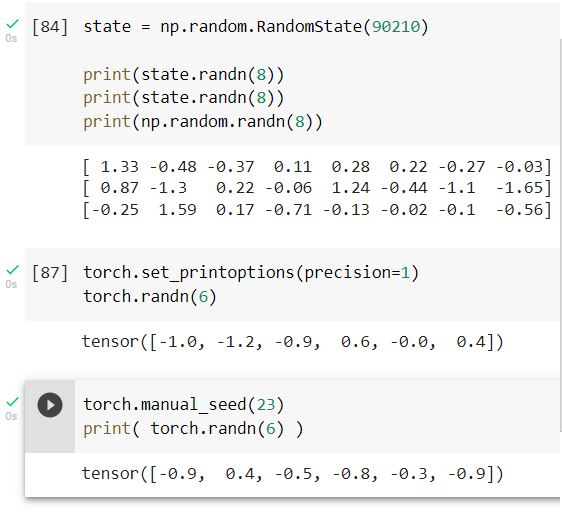 [84] state = np.random.RandomState(90210)
0s
print(state.randn(8))
print(state.randn(8))
print(np.random.randn(8))
[ 1.33 -0.48 -0.37  0.11  0.28  0.22 -0.27 -0.03]
[ 0.87 -1.3   0.22 -0.06  1.24 -0.44 -1.1  -1.65]
[-0.25  1.59  0.17 -0.71 -0.13 -0.02 -0.1  -0.56]
[87] torch.set_printoptions(precision=1)
0s
torch.randn(6)
tensor([-1.0, -1.2, -0.9,  0.6, -0.0,  0.4])
torch.manual_seed(23)
0s
print( torch.randn(6) )
tensor([-0.9,  0.4, -0.5, -0.8, -0.3, -0.9])